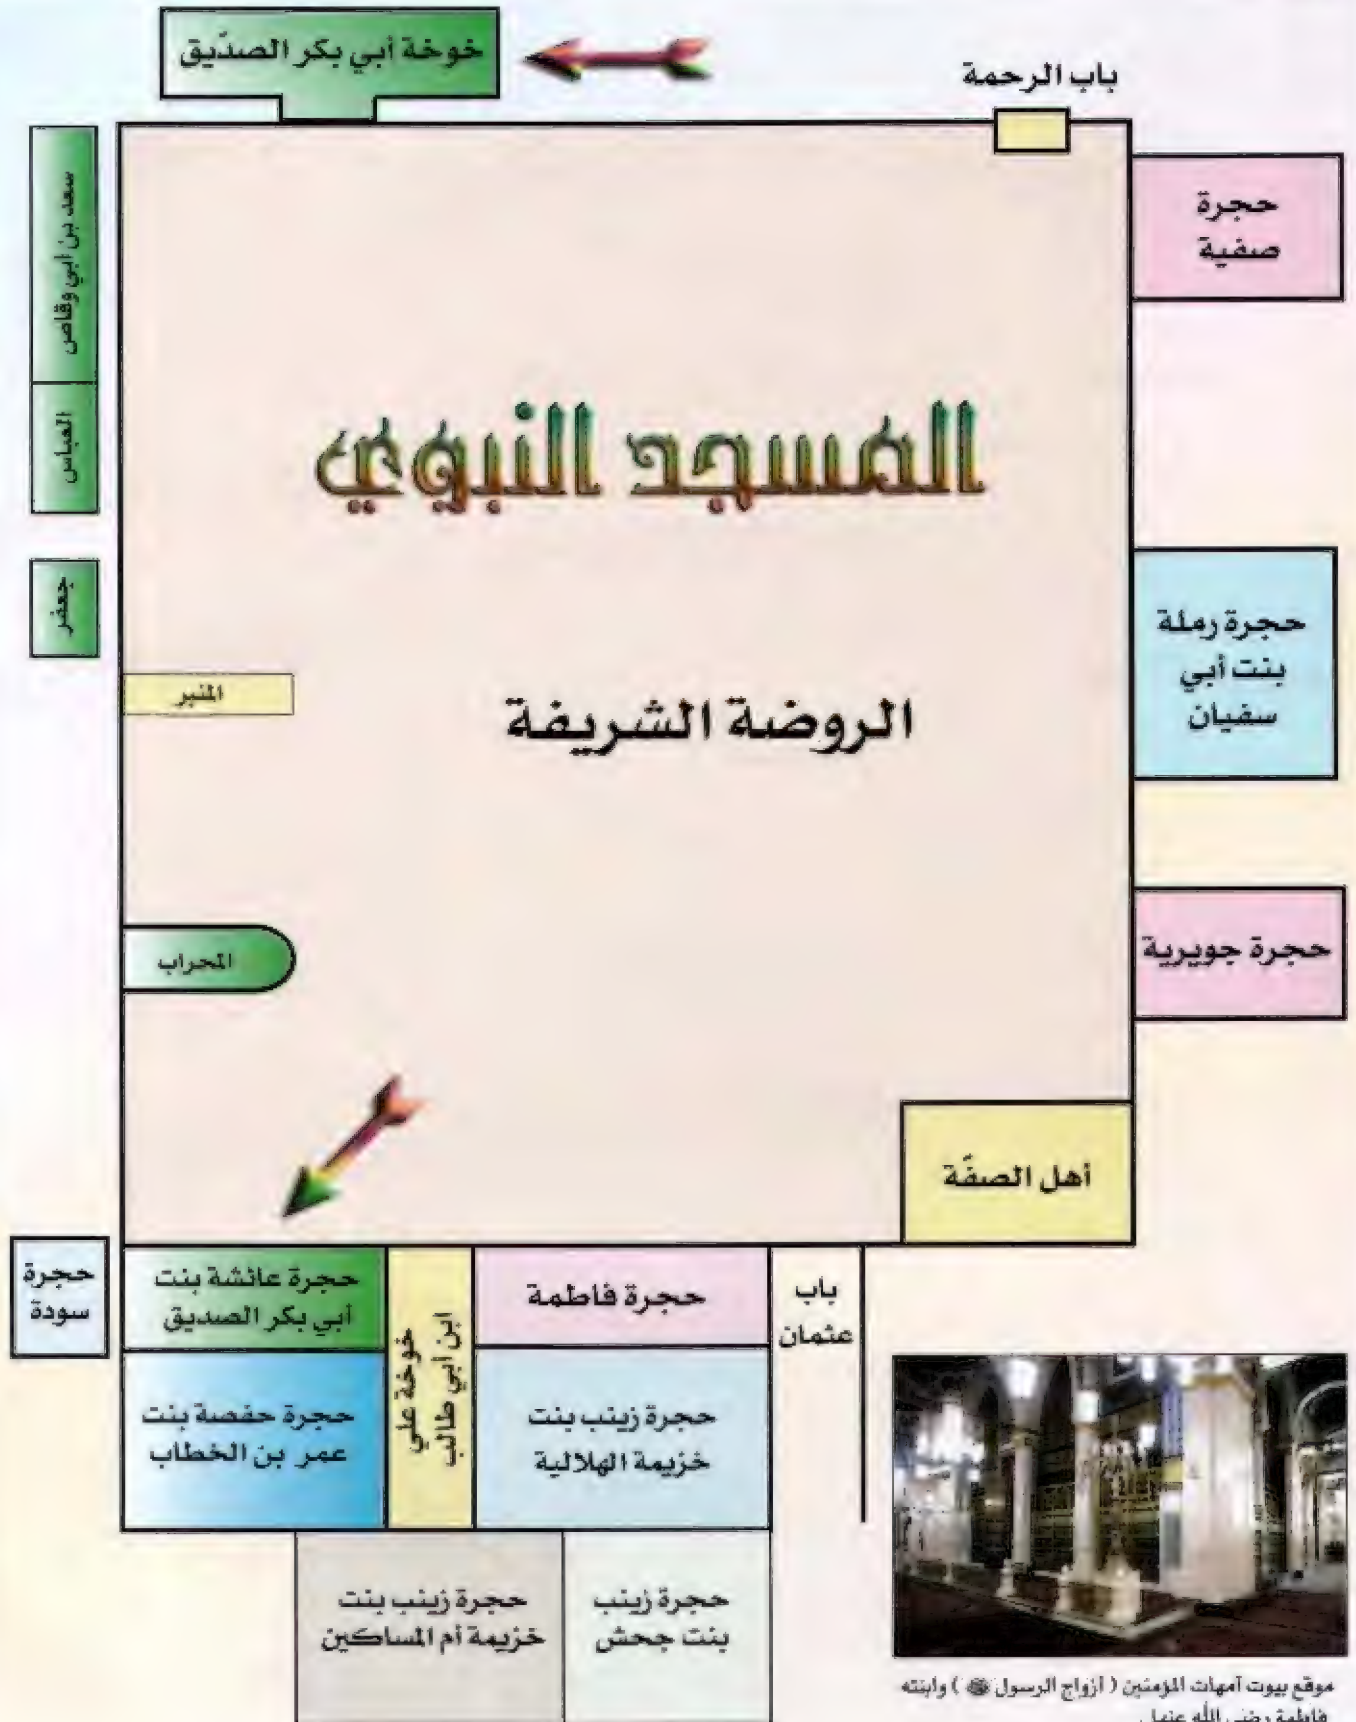 خوخة أبي بكر الصدّيق
باب الرحمة
حجرة
صفية
سعد بن أبي وقاص
العباس
المسجد النبوي
جعفر
حجرة رملة
بنت أبي
سفيان
المنبر
الروضة الشريفة
حجرة جويرية
المحراب
أهل الصفّة
حجرة
سودة
حجرة عائشة بنت
أبي بكر الصديق
خوخة علي
ابن أبي طالب
حجرة فاطمة
باب
عثمان
حجرة حفصة بنت
عمر بن الخطاب
حجرة زينب بنت
خزيمة الهلالية
حجرة زينب بنت
خزيمة أم المساكين
حجرة زينب
بنت جحش
موقع بيوت أمهات المؤمنين ( أزواج الرسول ﷺ ) وابنته
فاطمة رضي الله عنها